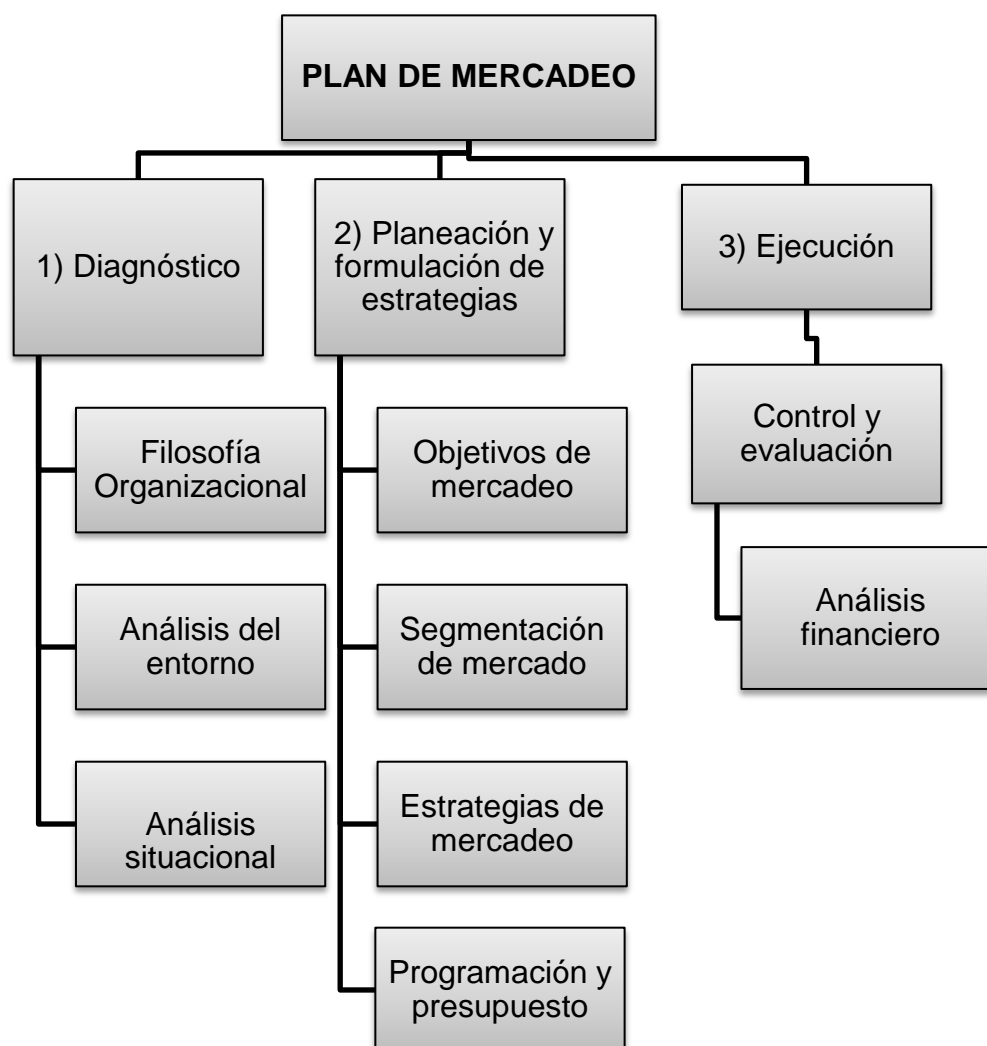 PLAN DE MERCADEO
1) Diagnóstico
2) Planeación y
formulación de
estrategias
3) Ejecución
Filosofía
Organizacional
Análisis del
entorno
Análisis
situacional
Objetivos de
mercadeo
Segmentación
de mercado
Estrategias de
mercadeo
Programación y
presupuesto
Control y
evaluación
Análisis
financiero